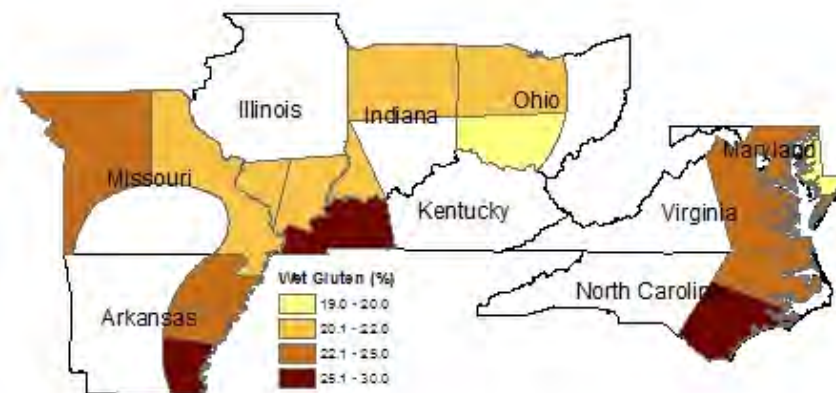 Illinois
Indiana
Ohio
Maryland
Missouri
Kentucky
Virginia
Wet Gluten (%)
19.0 - 20.0
20.1 - 22.0
22.1 - 25.0
25.1 - 30.0
North Carolin
Arkansas